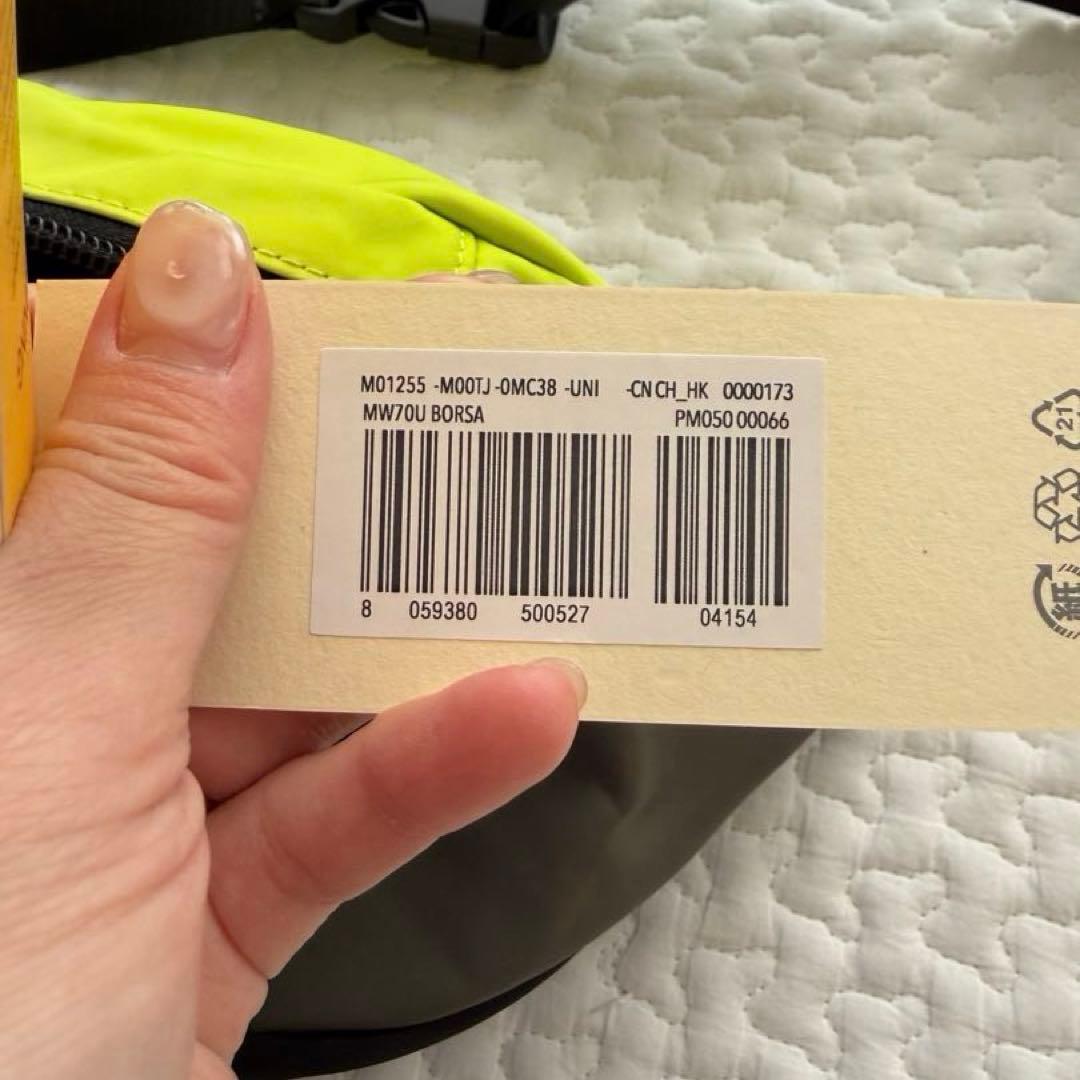 M01255 -M00TJ -0MC38 -UNI -CN CH_HK 0000173
MW70U BORSA PM050 00066
8 059380 500527 04154
21
紙